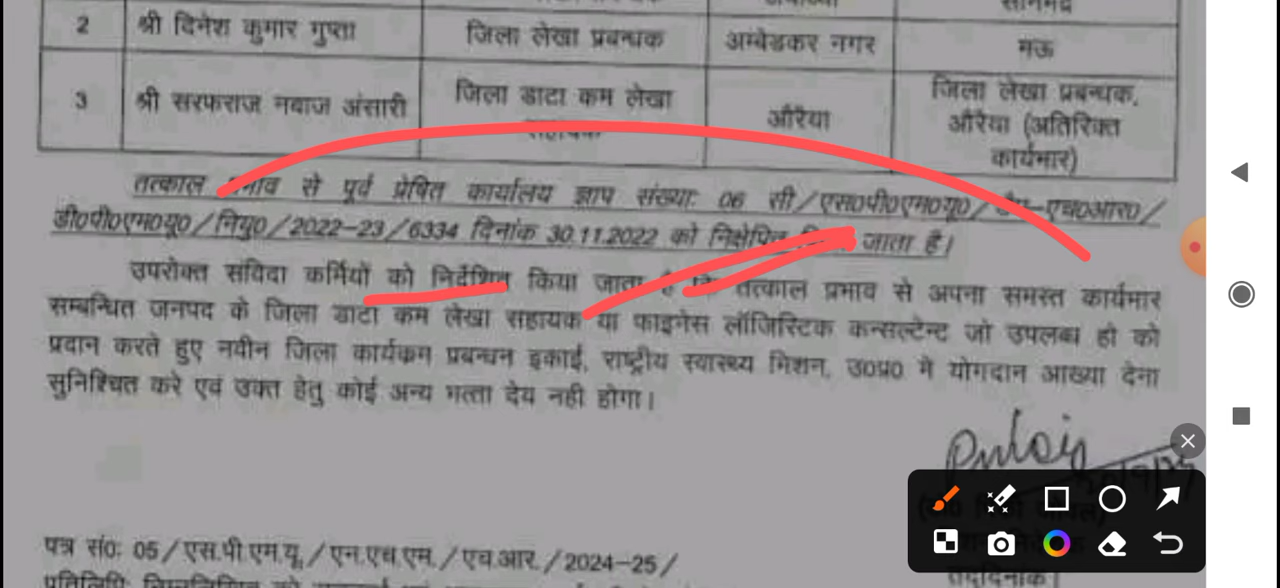 2 श्री दिनेश कुमार गुप्ता जिला लेखा प्रबन्धक अम्बेडकर नगर मऊ
3 श्री सरफराज नवाज अंसारी जिला डाटा कम लेखा सहायक औरैया जिला लेखा प्रबन्धक, औरैया (अतिरिक्त कार्यभार)
तत्काल प्रभाव से पूर्व प्रेषित कार्यालय ज्ञाप संख्याः 06 सी/एस0पी0एम0यू0/
डी0पी0एम0यू0/नियु0/2022-23/6334 दिनांक 30.11.2022 को निक्षेपित जाता है।
उपरोक्त संविदा कर्मियों को निर्देशित किया जाता है कि तत्काल प्रभाव से अपना समस्त कार्यभार
सम्बन्धित जनपद के जिला डाटा कम लेखा सहायक या फाइनेंस लॉजिस्टिक कन्सल्टेन्ट जो उपलब्ध हो को
प्रदान करते हुए नवीन जिला कार्यक्रम प्रबन्धन इकाई, राष्ट्रीय स्वास्थ्य मिशन, उ0प्र0 मे योगदान आख्या देना
सुनिश्चित करे एवं उक्त हेतु कोई अन्य भत्ता देय नही होगा।
पत्र सं0: 05/एस.पी.एम.यू./एन.एच.एम./एच.आर./2024-25/
तद्दिनांक।